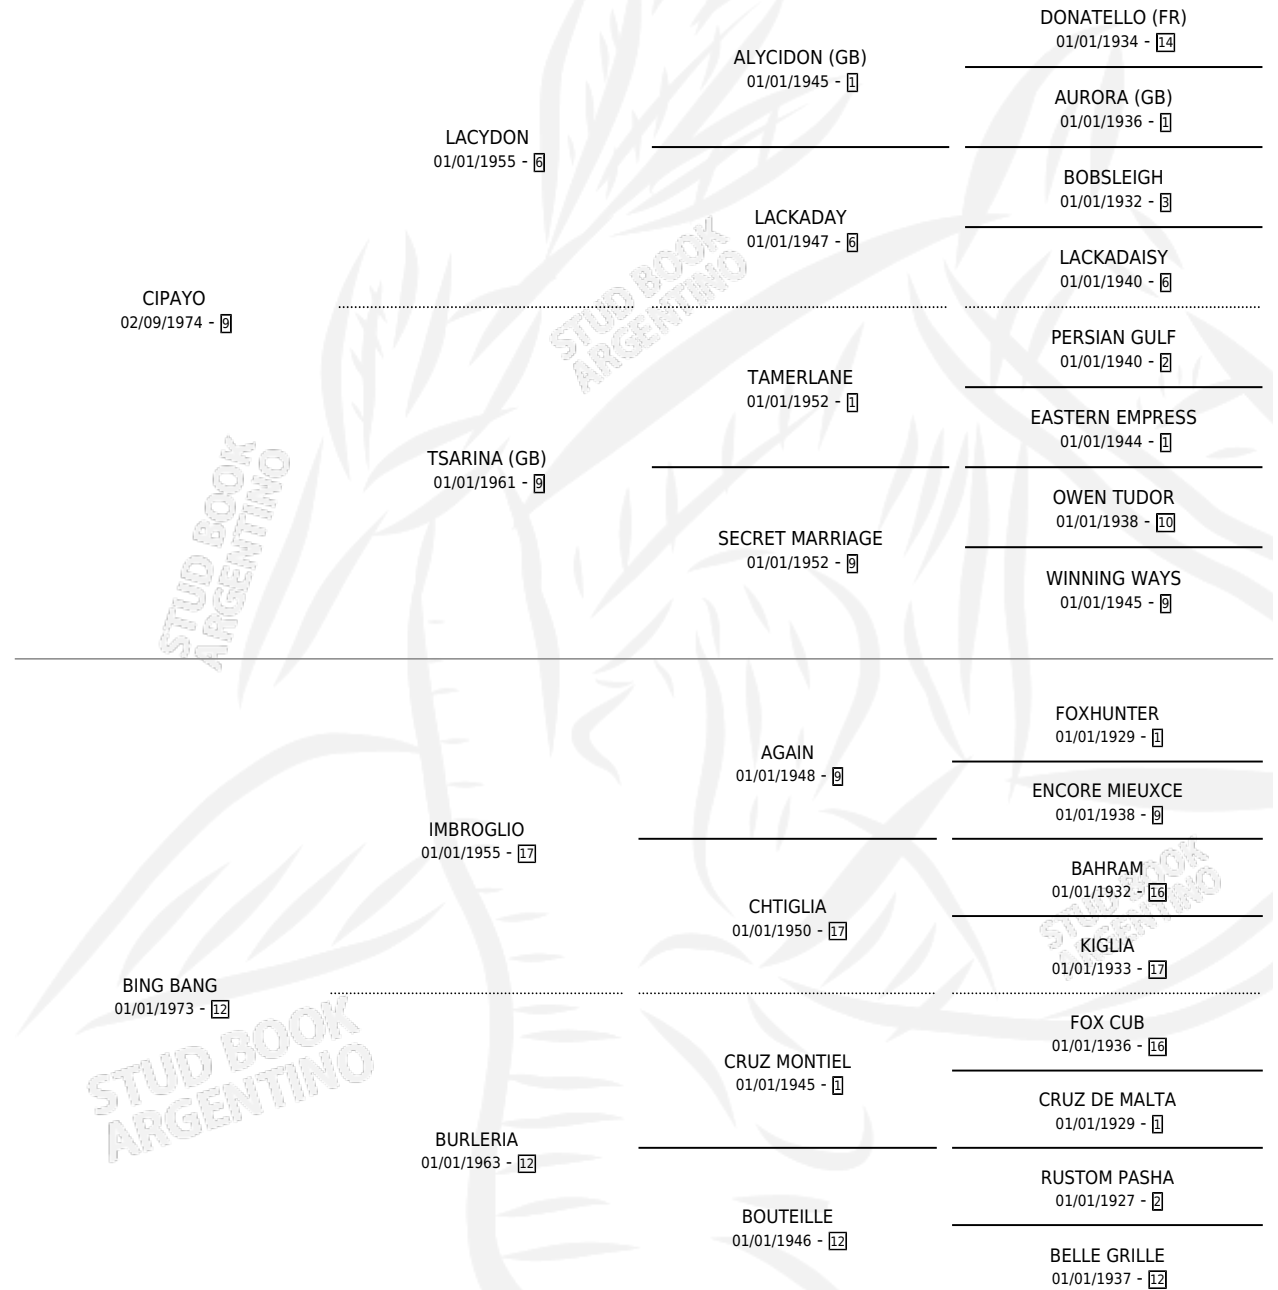 DONATELLO (FR)
01/01/1934 - 14
ALYCIDON (GB)
01/01/1945 - 1
AURORA (GB)
01/01/1936 - 1
LACYDON
01/01/1955 - 6
BOBSLEIGH
01/01/1932 - 3
LACKADAY
01/01/1947 - 6
LACKADAISY
01/01/1940 - 6
CIPAYO
02/09/1974 - 9
PERSIAN GULF
01/01/1940 - 2
TAMERLANE
01/01/1952 - 1
EASTERN EMPRESS
01/01/1944 - 1
TSARINA (GB)
01/01/1961 - 9
OWEN TUDOR
01/01/1938 - 10
SECRET MARRIAGE
01/01/1952 - 9
WINNING WAYS
01/01/1945 - 9
STUD BOOK
ARGENTINO
STUD BOOK
ARGENTINO
FOXHUNTER
01/01/1929 - 1
AGAIN
01/01/1948 - 9
ENCORE MIEUXCE
01/01/1938 - 9
IMBROGLIO
01/01/1955 - 17
BAHRAM
01/01/1932 - 16
CHTIGLIA
01/01/1950 - 17
KIGLIA
01/01/1933 - 17
STUD BOOK
ARGENTINO
BING BANG
01/01/1973 - 12
FOX CUB
01/01/1936 - 16
CRUZ MONTIEL
01/01/1945 - 1
CRUZ DE MALTA
01/01/1929 - 1
STUD BOOK
ARGENTINO
BURLERIA
01/01/1963 - 12
RUSTOM PASHA
01/01/1927 - 2
BOUTEILLE
01/01/1946 - 12
BELLE GRILLE
01/01/1937 - 12